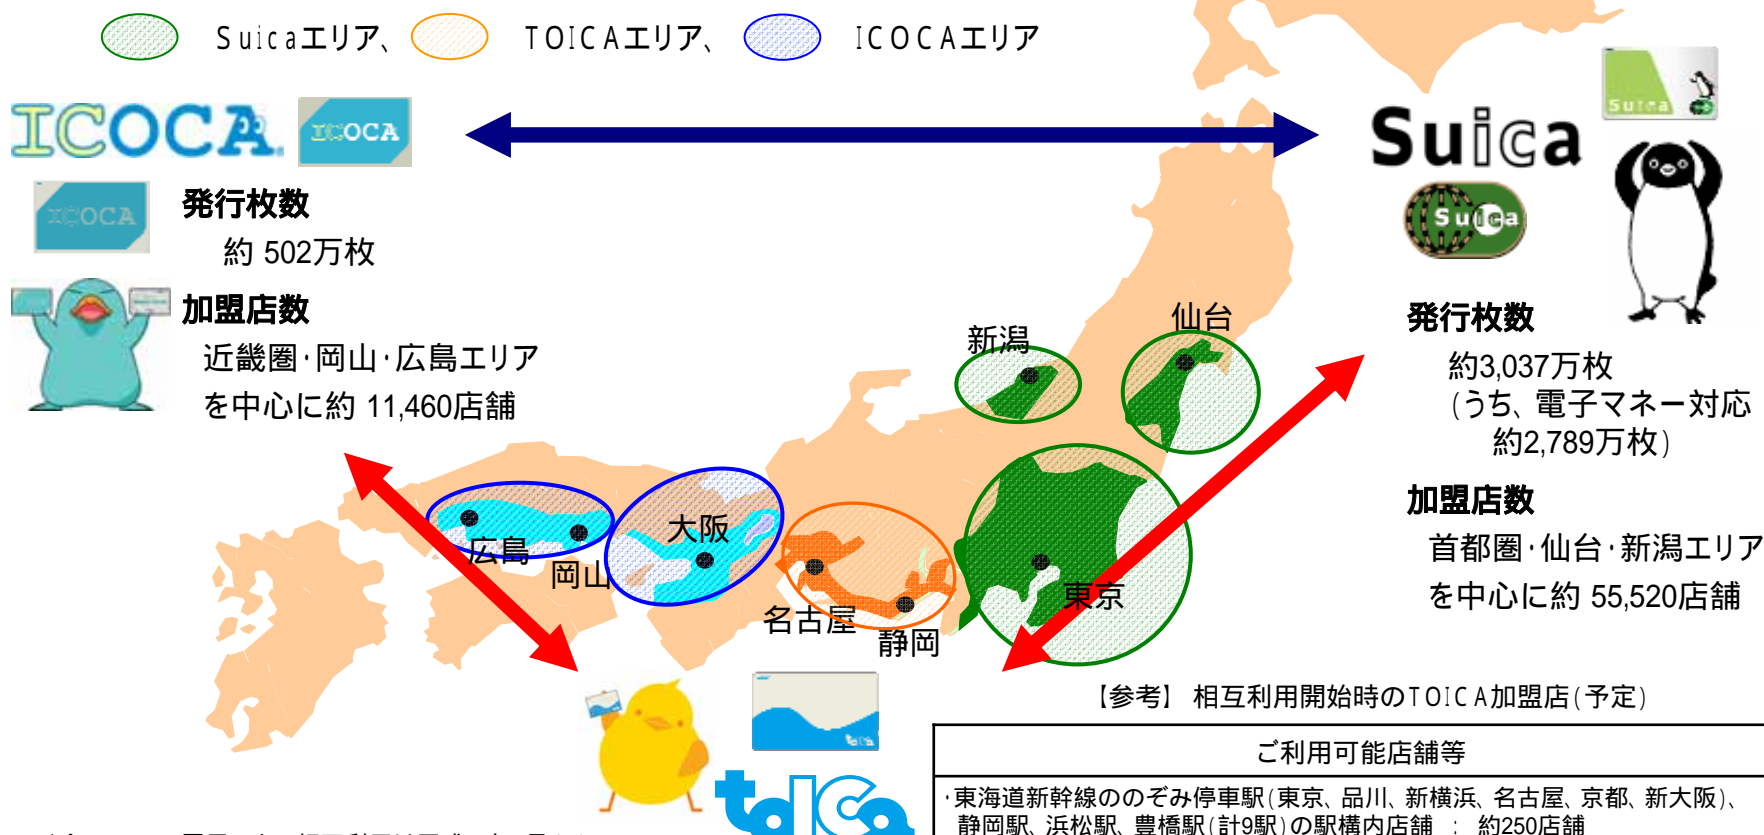 Suicaエリア、 TOICAエリア、 ICOCAエリア
ICOCA
ICOCA
ICOCA
発行枚数
約 502万枚
加盟店数
近畿圏・岡山・広島エリア
を中心に約 11,460店舗
Suica
Suica
Suica
発行枚数
約3,037万枚
(うち、電子マネー対応
約2,789万枚)
加盟店数
首都圏・仙台・新潟エリア
を中心に約 55,520店舗
仙台
新潟
大阪
広島
岡山
名古屋
静岡
東京
toica
TOICa
【参考】 相互利用開始時のTOICA加盟店(予定)
ご利用可能店舗等
・東海道新幹線ののぞみ停車駅(東京、品川、新横浜、名古屋、京都、新大阪)、
静岡駅、浜松駅、豊橋駅(計9駅)の駅構内店舗 : 約250店舗